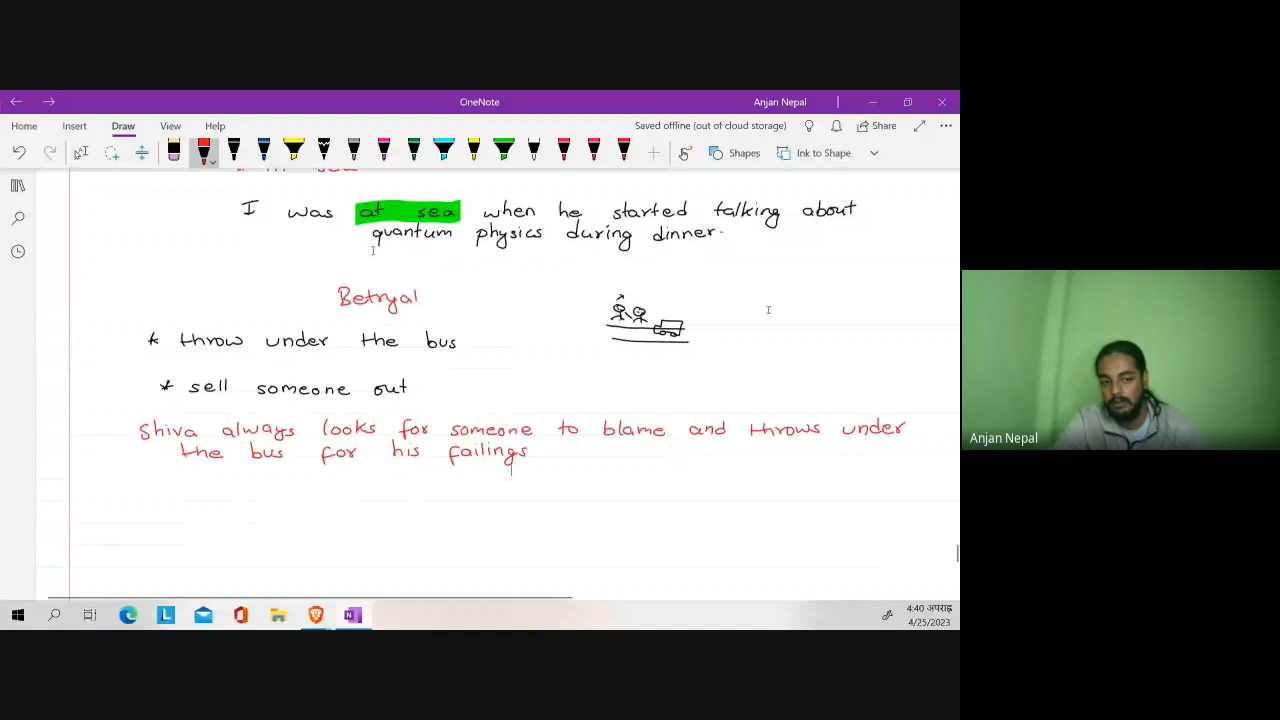 OneNote
Anjan Nepal
Home Insert Draw View Help
Saved offline (out of cloud storage)
Share
Shapes
Ink to Shape
I was at sea when he started talking about
quantum physics during dinner.
Betryal
* throw under the bus
* sell someone out
Shiva always looks for someone to blame and throws under
the bus for his failings
Anjan Nepal
4:40 अपराह्न
4/25/2023